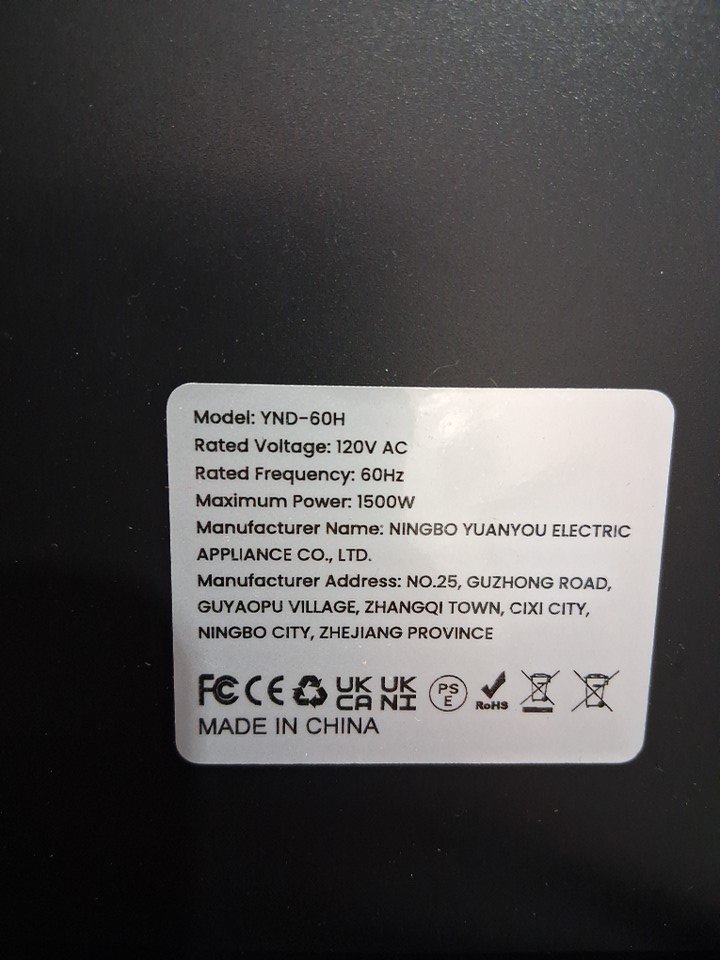 Model: YND-60H
Rated Voltage: 120V AC
Rated Frequency: 60Hz
Maximum Power: 1500W
Manufacturer Name: NINGBO YUANYOU ELECTRIC
APPLIANCE CO., LTD.
Manufacturer Address: NO.25, GUZHONG ROAD,
GUYAOPU VILLAGE, ZHANGQI TOWN, CIXI CITY,
NINGBO CITY, ZHEJIANG PROVINCE
FC CE UK CA UK NI PS E RoHS
MADE IN CHINA